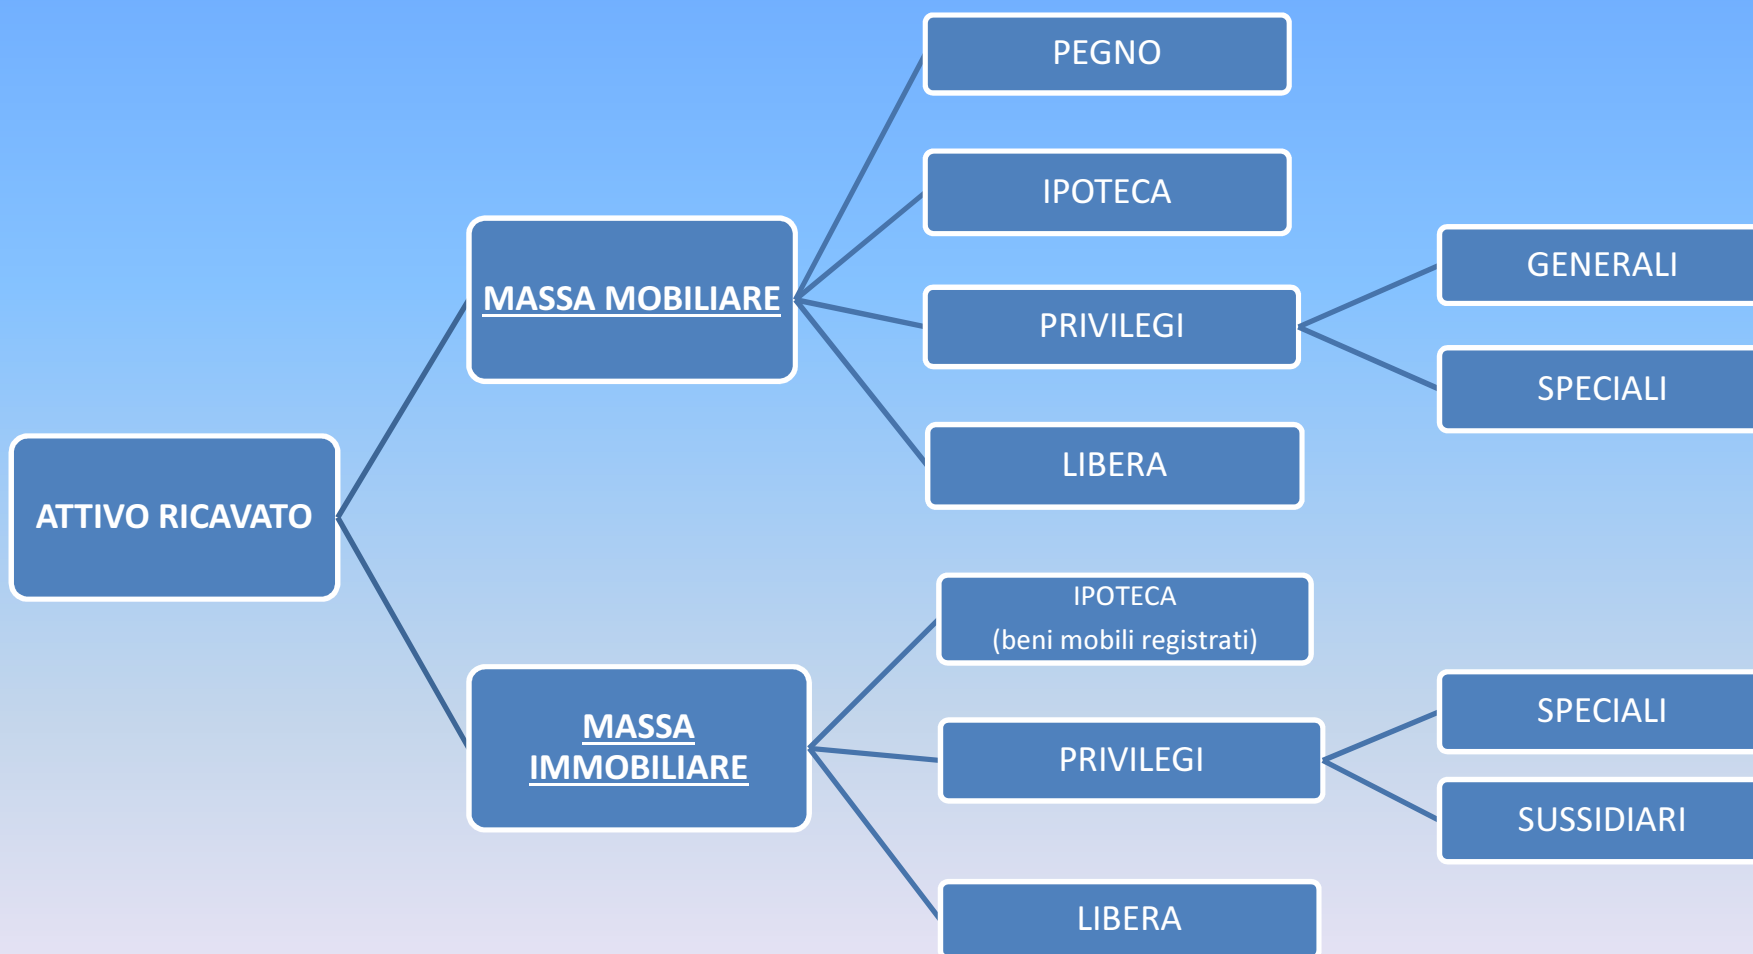 ATTIVO RICAVATO
MASSA MOBILIARE
PEGNO
IPOTECA
PRIVILEGI
GENERALI
SPECIALI
LIBERA
MASSA
IMMOBILIARE
IPOTECA
(beni mobili registrati)
PRIVILEGI
SPECIALI
SUSSIDIARI
LIBERA